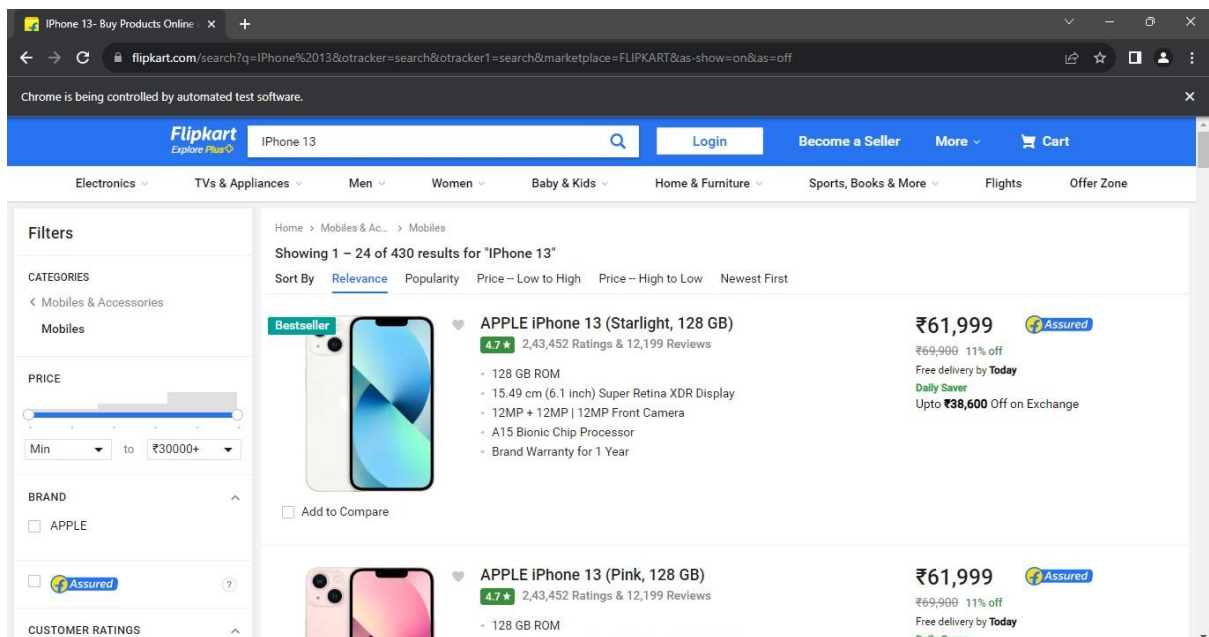 IPhone 13- Buy Products Online
flipkart.com/search?q=IPhone%2013&otracker=search&otracker1=search&marketplace=FLIPKART&as-show=on&as=off
Chrome is being controlled by automated test software.
Flipkart
Explore Plus
IPhone 13
Login
Become a Seller
More
Cart
Electronics
TVs & Appliances
Men
Women
Baby & Kids
Home & Furniture
Sports, Books & More
Flights
Offer Zone
Filters
CATEGORIES
Mobiles & Accessories
Mobiles
PRICE
Min
to
₹30000+
BRAND
APPLE
Assured
?
CUSTOMER RATINGS
Home > Mobiles & Ac... > Mobiles
Showing 1 – 24 of 430 results for "IPhone 13"
Sort By Relevance Popularity Price -- Low to High Price -- High to Low Newest First
Bestseller
APPLE iPhone 13 (Starlight, 128 GB)
4.7★ 2,43,452 Ratings & 12,199 Reviews
128 GB ROM
15.49 cm (6.1 inch) Super Retina XDR Display
12MP + 12MP | 12MP Front Camera
A15 Bionic Chip Processor
Brand Warranty for 1 Year
₹61,999 Assured
₹69,900 11% off
Free delivery by Today
Daily Saver
Upto ₹38,600 Off on Exchange
Add to Compare
APPLE iPhone 13 (Pink, 128 GB)
4.7★ 2,43,452 Ratings & 12,199 Reviews
128 GB ROM
₹61,999 Assured
₹69,900 11% off
Free delivery by Today